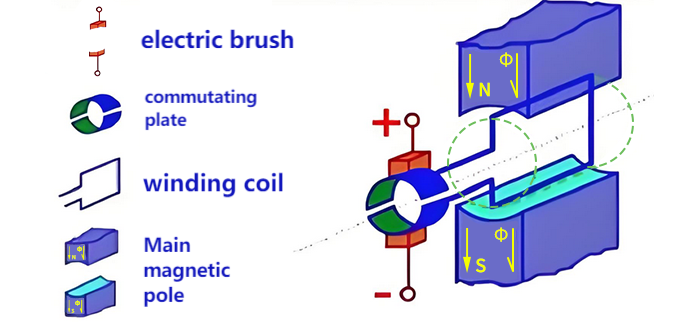 electric brush
commutating
plate
winding coil
Main
magnetic
pole
Φ
N
Φ
S
+
Φ
N
Φ
S
−